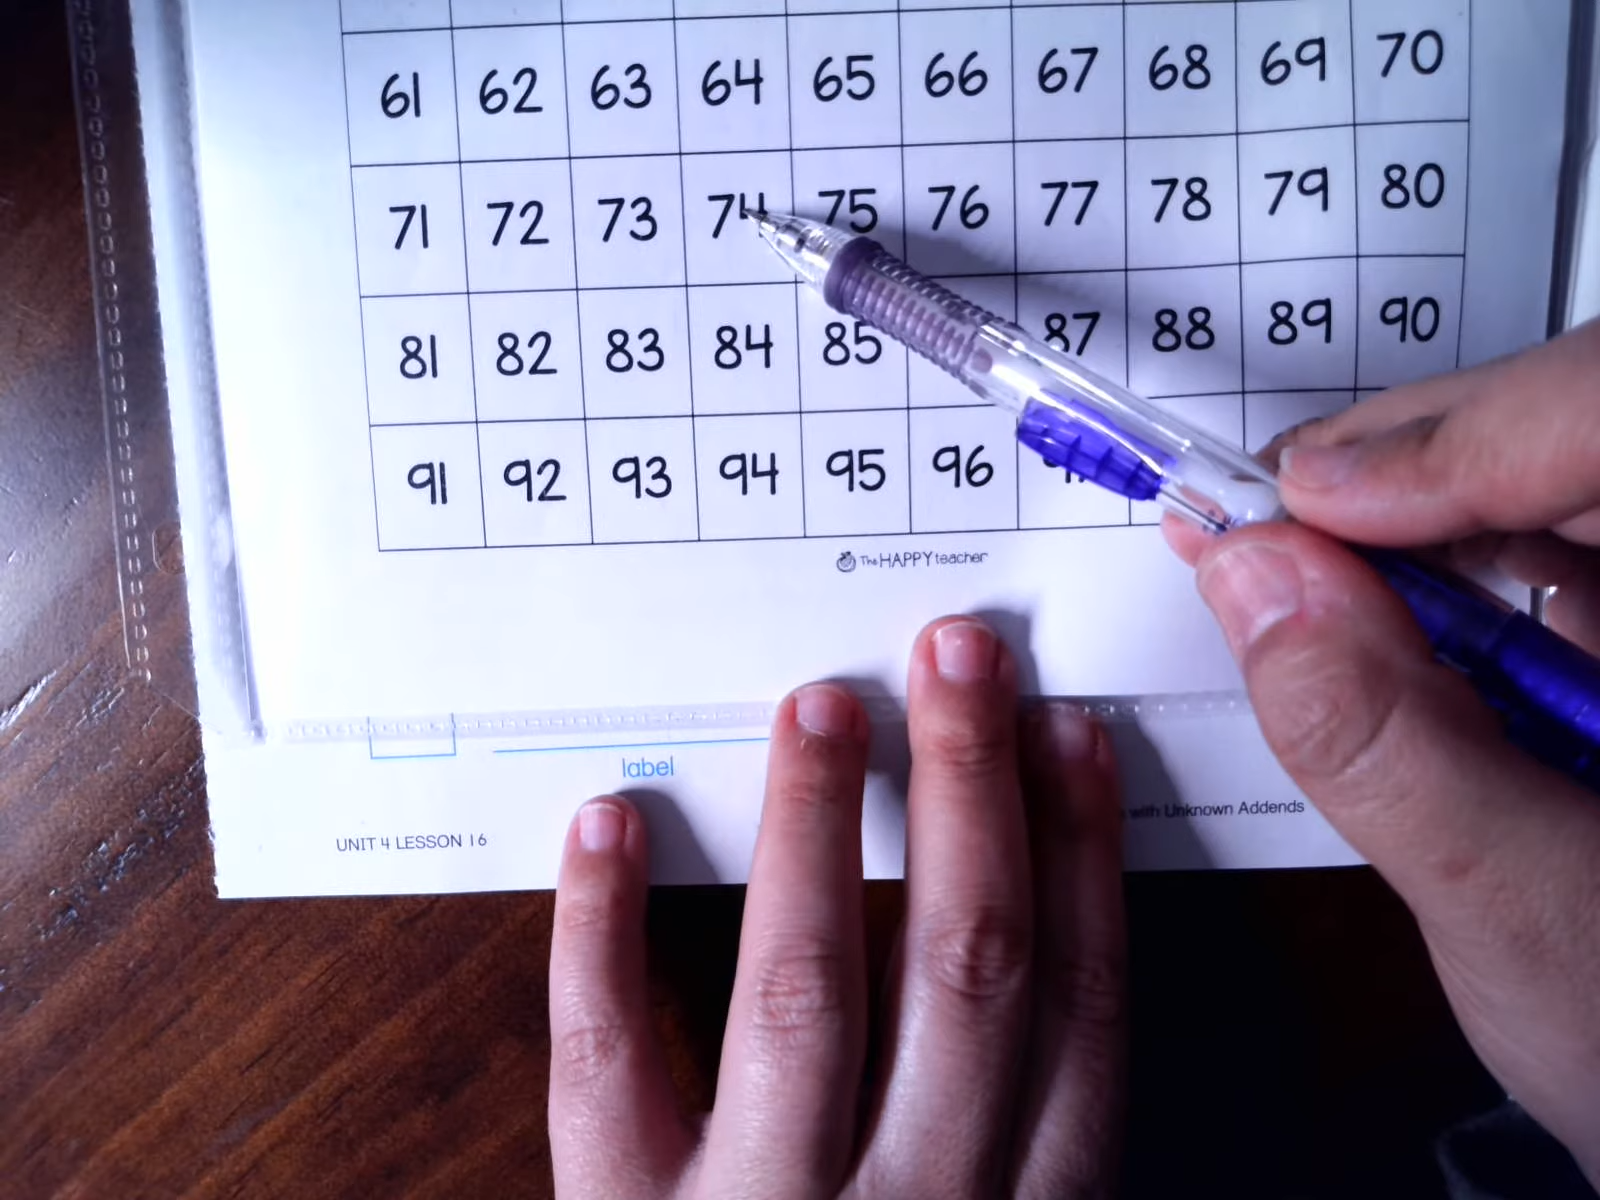 61 62 63 64 65 66 67 68 69 70
71 72 73 74 75 76 77 78 79 80
81 82 83 84 85 87 88 89 90
91 92 93 94 95 96
The HAPPY teacher
label
with Unknown Addends
UNIT 4 LESSON 16